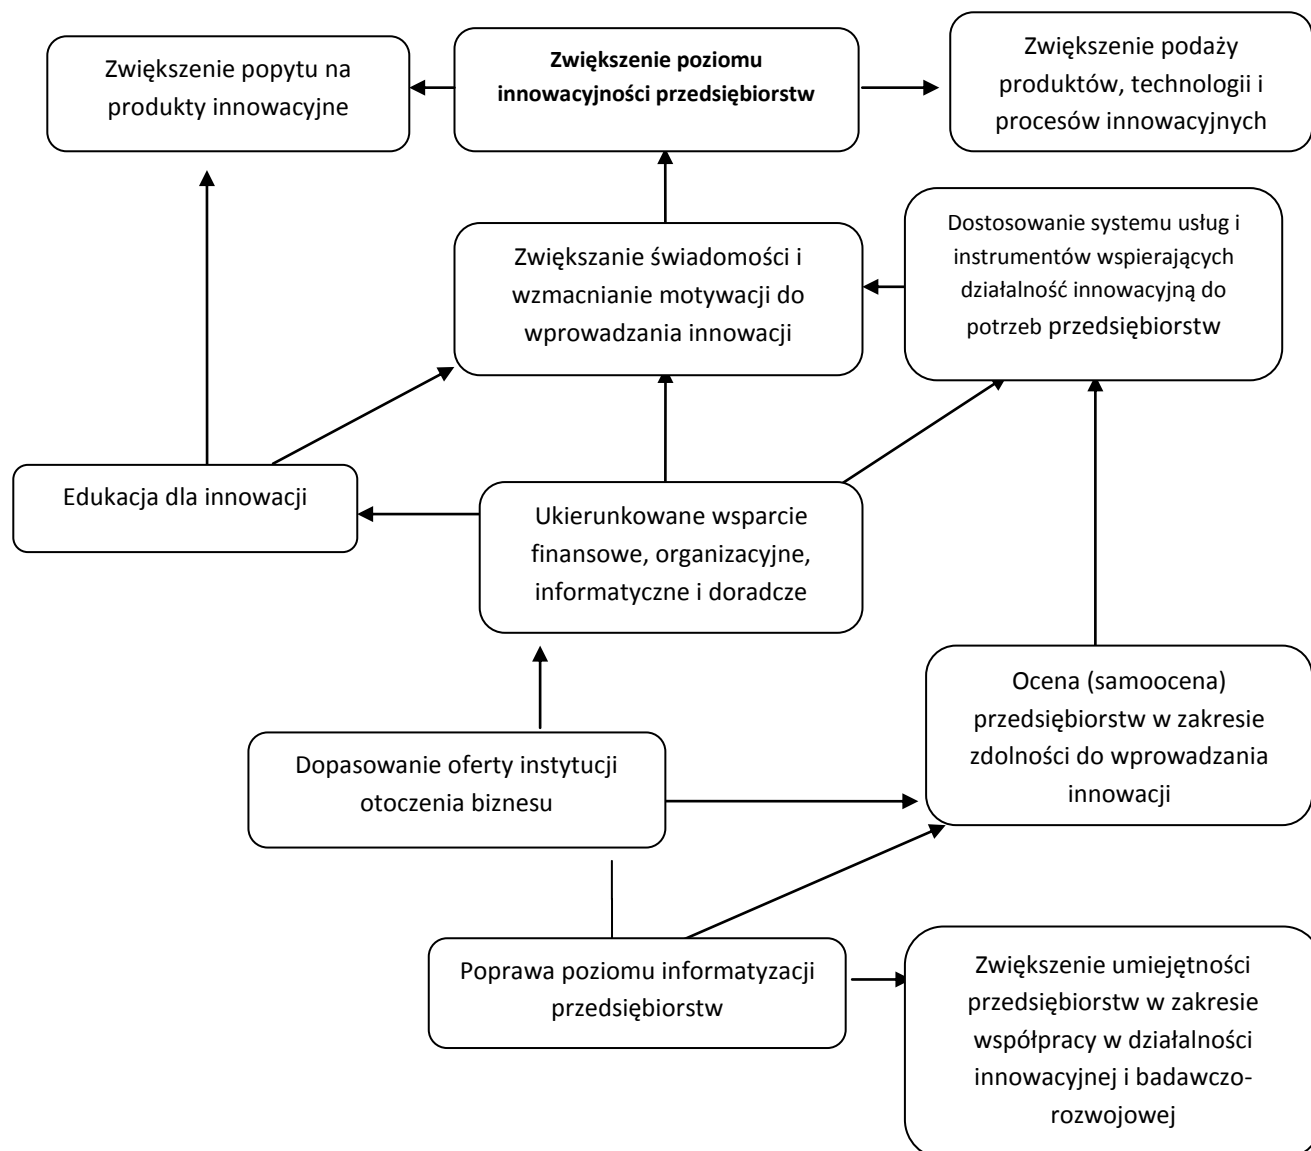 Zwiększenie popytu na
produkty innowacyjne
Zwiększenie poziomu
innowacyjności przedsiębiorstw
Zwiększenie podaży
produktów, technologii i
procesów innowacyjnych
Zwiększanie świadomości i
wzmacnianie motywacji do
wprowadzania innowacji
Dostosowanie systemu usług i
instrumentów wspierających
działalność innowacyjną do
potrzeb przedsiębiorstw
Edukacja dla innowacji
Ukierunkowane wsparcie
finansowe, organizacyjne,
informatyczne i doradcze
Ocena (samoocena)
przedsiębiorstw w zakresie
zdolności do wprowadzania
innowacji
Dopasowanie oferty instytucji
otoczenia biznesu
Poprawa poziomu informatyzacji
przedsiębiorstw
Zwiększenie umiejętności
przedsiębiorstw w zakresie
współpracy w działalności
innowacyjnej i badawczo-
rozwojowej